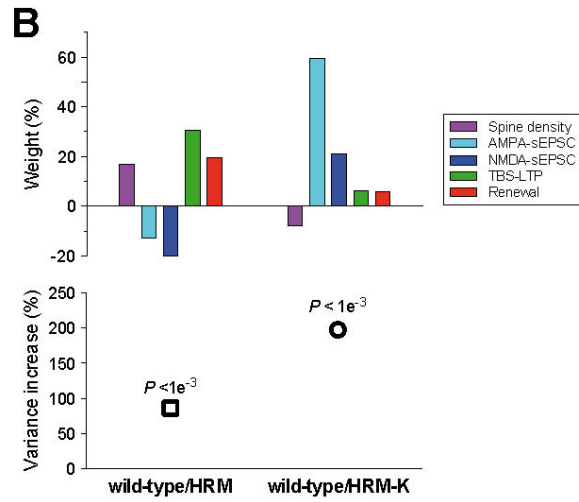 B
Weight (%)
60
40
20
0
-20
Spine density
AMPA-sEPSC
NMDA-sEPSC
TBS-LTP
Renewal
Variance increase (%)
250
200
150
100
50
0
P <1e⁻³
P < 1e⁻³
wild-type/HRM
wild-type/HRM-K